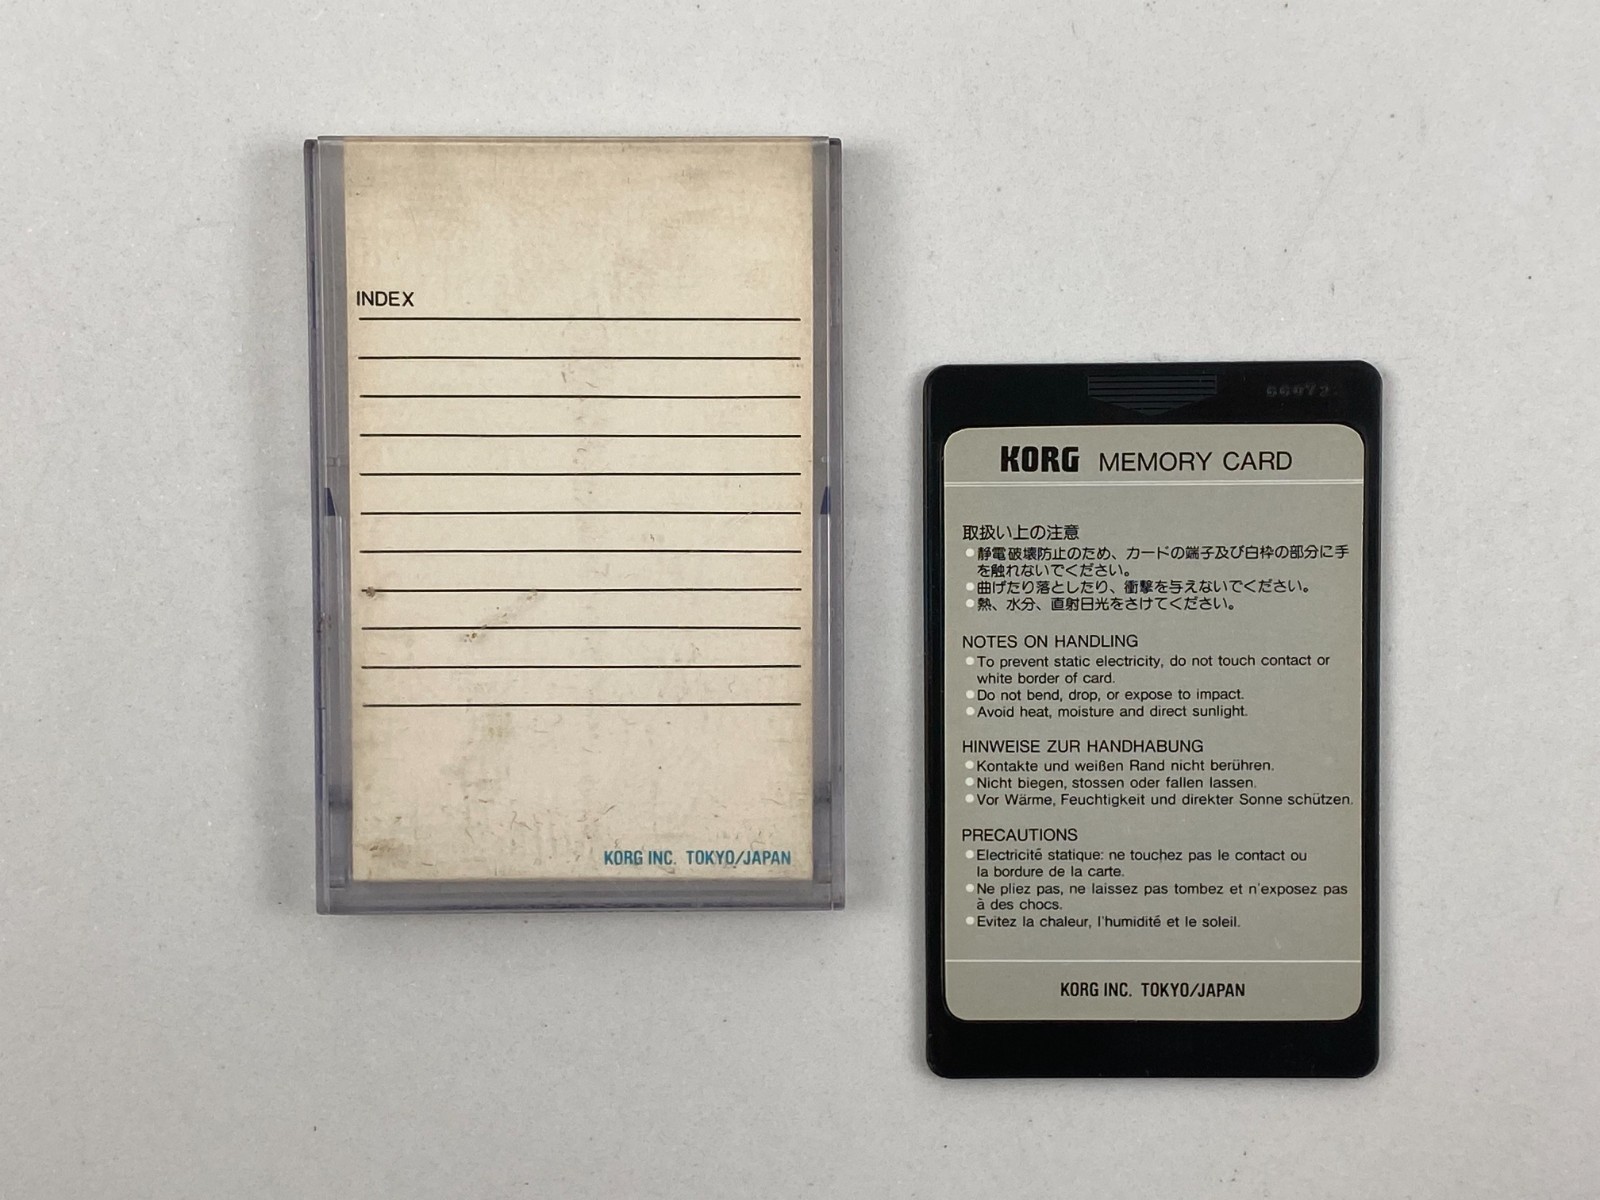 INDEX
KORG INC. TOKYO/JAPAN
KORG MEMORY CARD
取扱い上の注意
●静電破壊防止のため、カードの端子及び白枠の部分に手
を触れないでください。
●曲げたり落としたり、衝撃を与えないでください。
●熱、水分、直射日光をさけてください。
NOTES ON HANDLING
●To prevent static electricity, do not touch contact or
white border of card.
●Do not bend, drop, or expose to impact.
●Avoid heat, moisture and direct sunlight.
HINWEISE ZUR HANDHABUNG
●Kontakte und weißen Rand nicht berühren.
●Nicht biegen, stossen oder fallen lassen.
●Vor Wärme, Feuchtigkeit und direkter Sonne schützen.
PRECAUTIONS
●Electricité statique: ne touchez pas le contact ou
la bordure de la carte.
●Ne pliez pas, ne laissez pas tombez et n'exposez pas
à des chocs.
●Evitez la chaleur, l'humidité et le soleil.
KORG INC. TOKYO/JAPAN